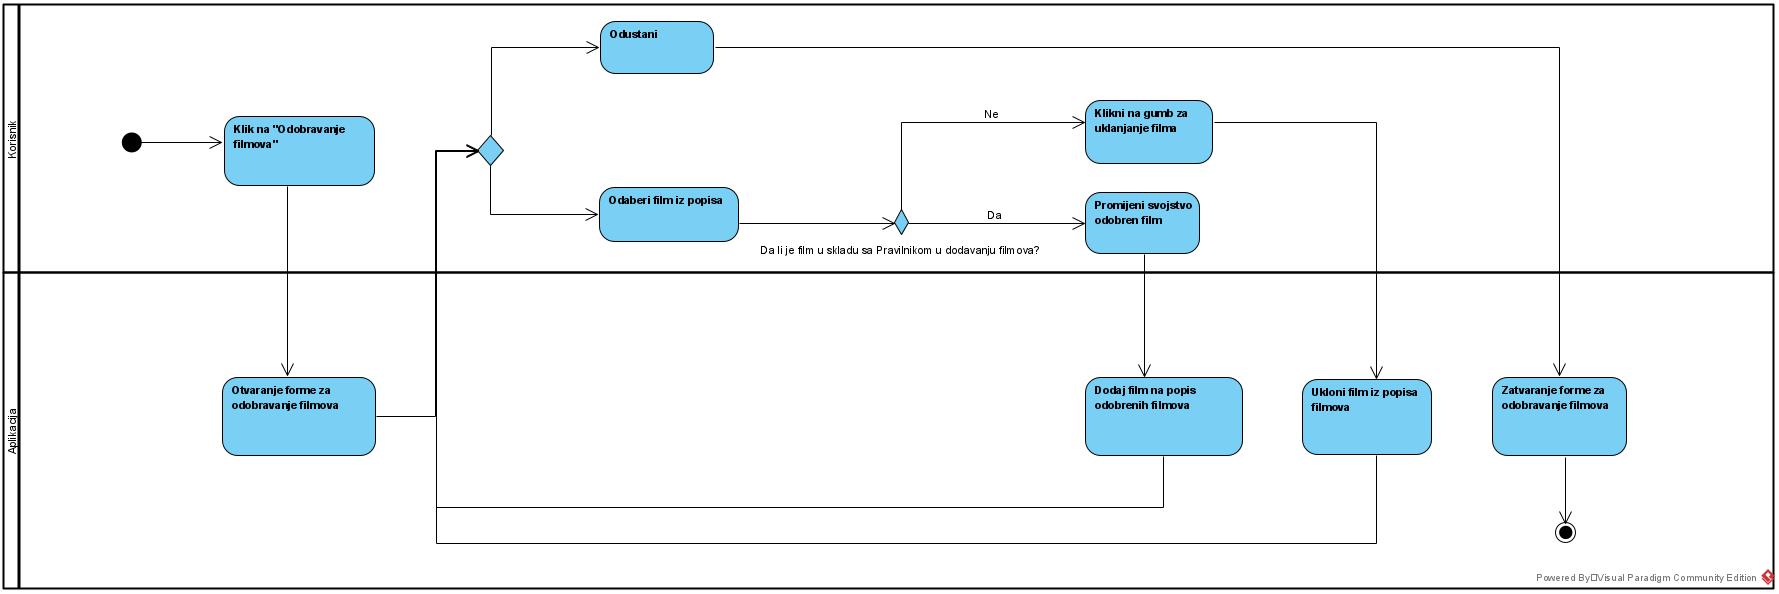 Korisnik
Odustani
Klik na "Odobravanje
filmova"
Ne
Klikni na gumb za
uklanjanje filma
Odaberi film iz popisa
Da
Promijeni svojstvo
odobren film
Da li je film u skladu sa Pravilnikom u dodavanju filmova?
Aplikacija
Otvaranje forme za
odobravanje filmova
Dodaj film na popis
odobrenih filmova
Ukloni film iz popisa
filmova
Zatvaranje forme za
odobravanje filmova
Powered By Visual Paradigm Community Edition